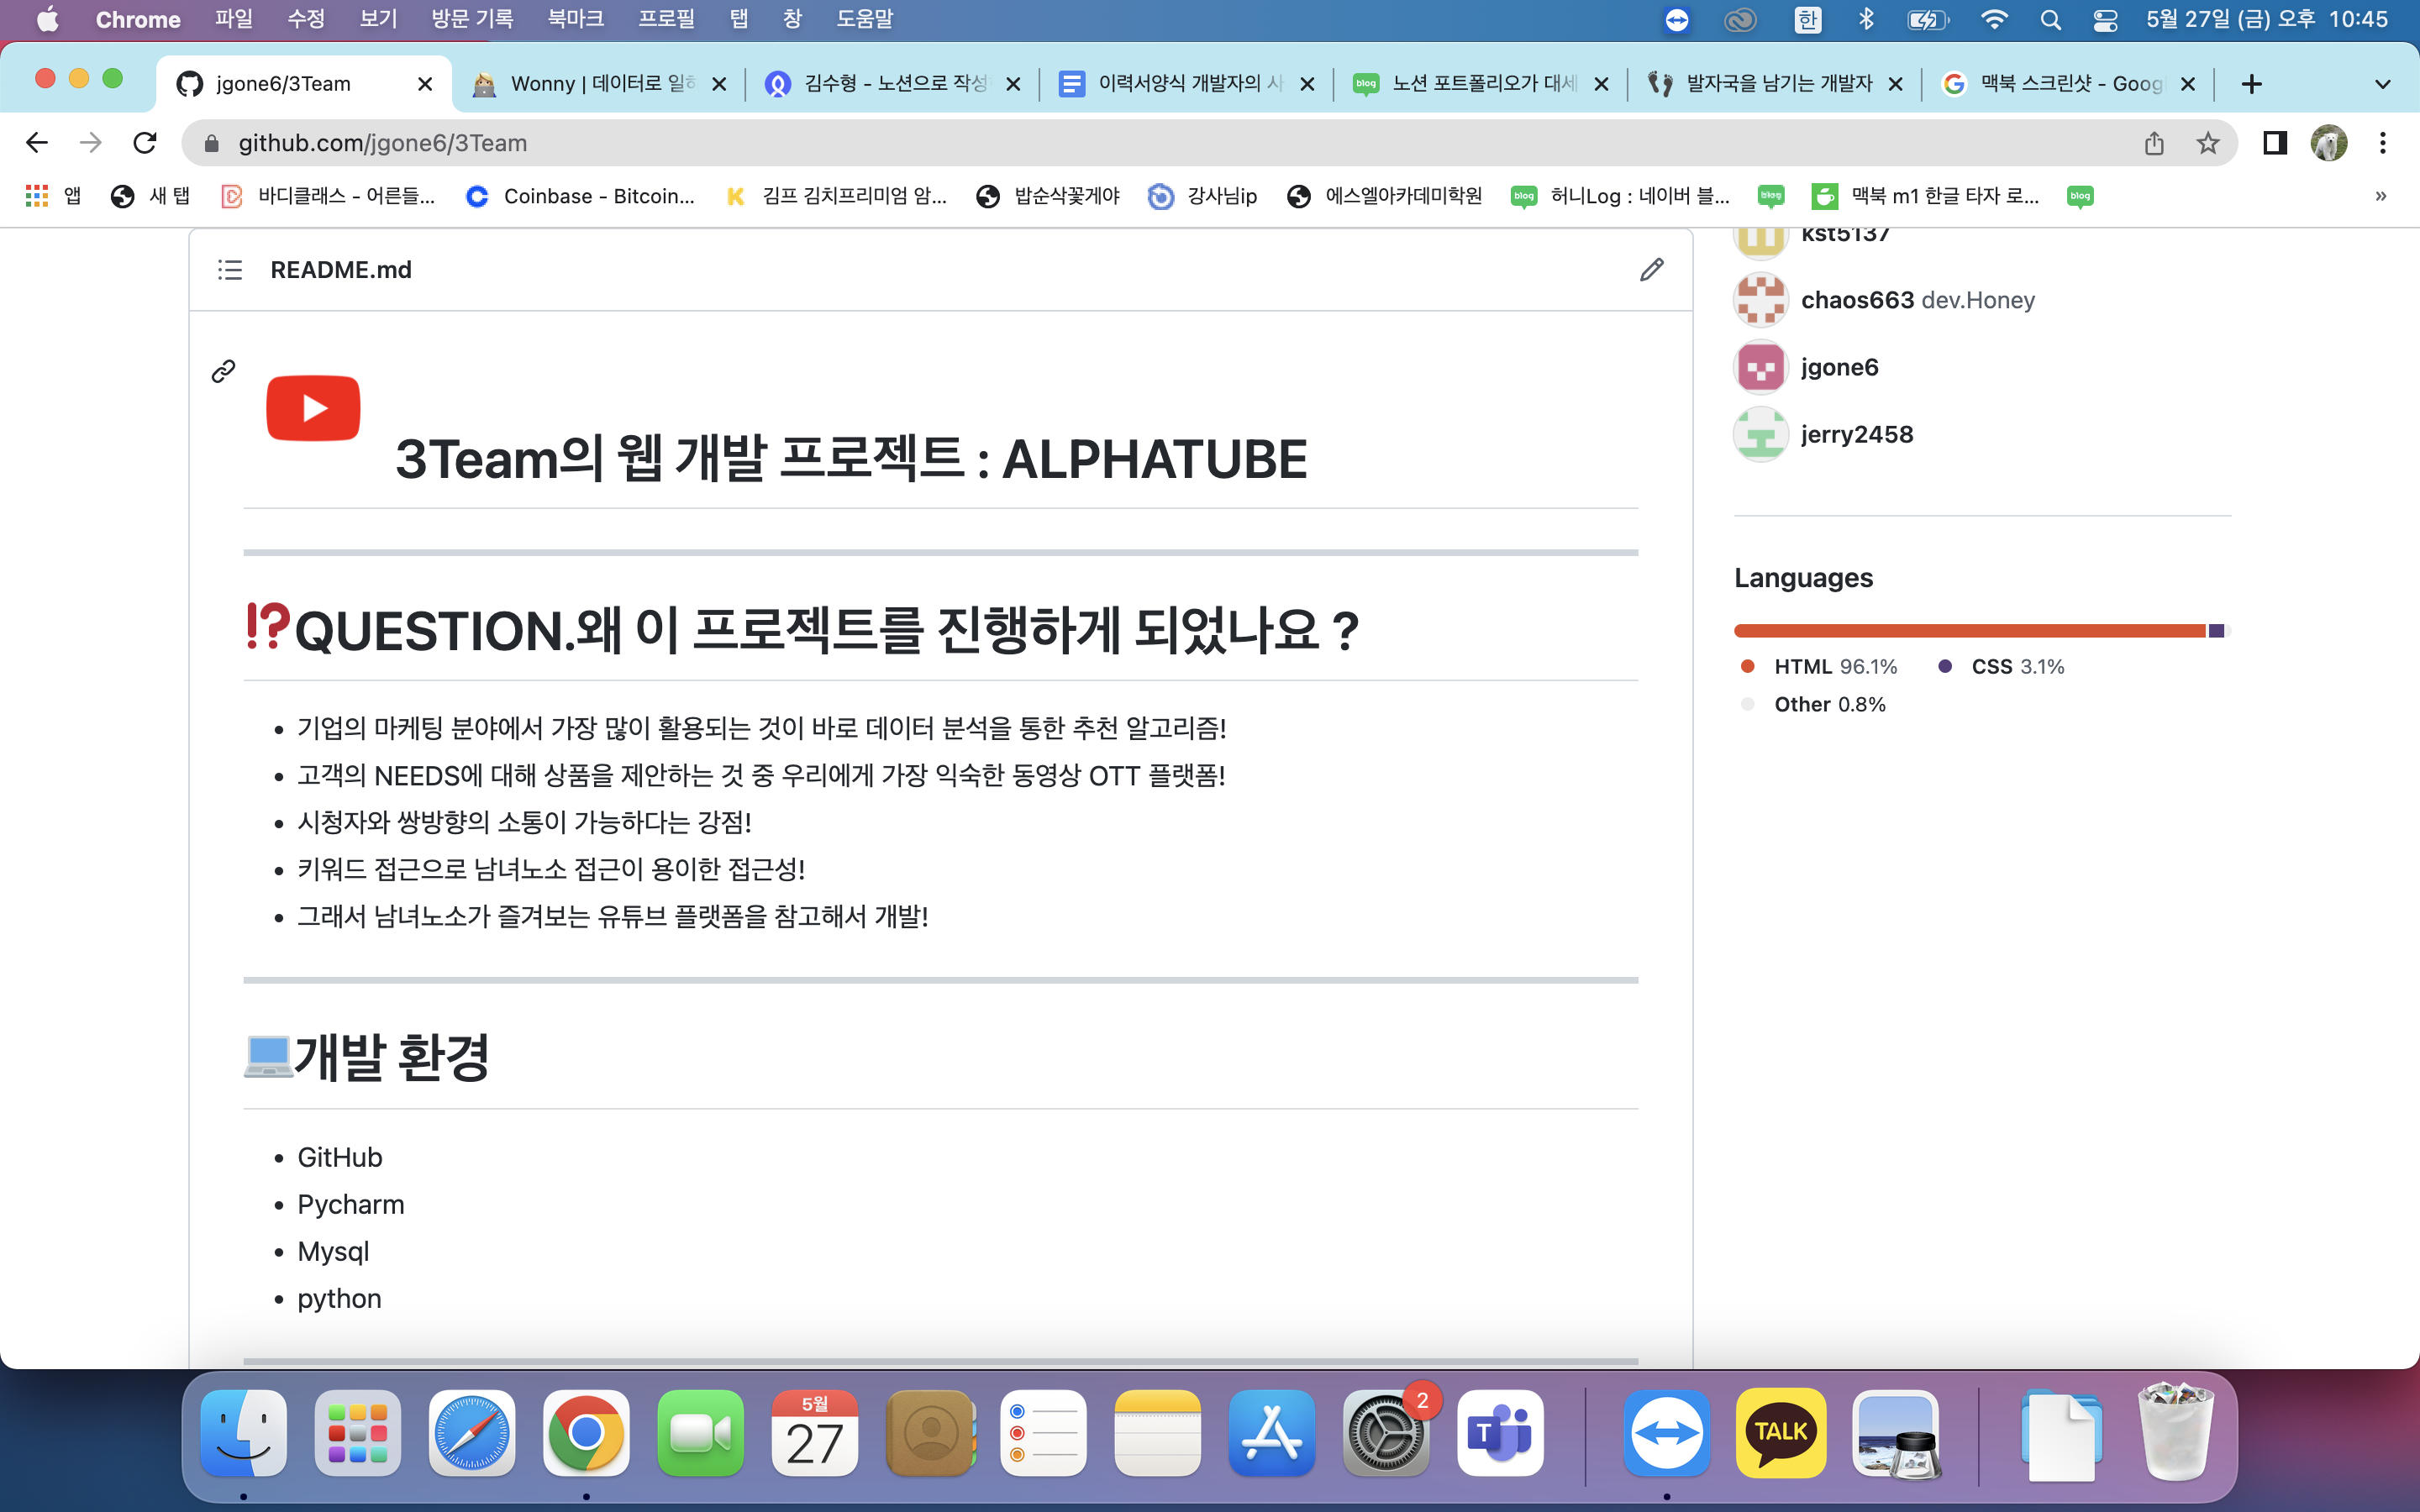 Chrome 파일 수정 보기 방문 기록 북마크 프로필 탭 창 도움말 한 5월 27일 (금) 오후 10:45
jgone6/3Team Wonny | 데이터로 일하 김수형 - 노션으로 작성 이력서양식 개발자의 blog 노션 포트폴리오가 대세 발자국을 남기는 개발자 맥북 스크린샷 - Goog
github.com/jgone6/3Team
앱 새 탭 바디클래스 - 어른들... Coinbase - Bitcoin... 김프 김치프리미엄 암... 밥순삭꽃게야 강사님ip 에스엘아카데미학원 blog 허니Log : 네이버 블... blog 맥북 m1 한글 타자 로... blog »
README.md
3Team의 웹 개발 프로젝트 : ALPHATUBE
⁉QUESTION.왜 이 프로젝트를 진행하게 되었나요 ?
기업의 마케팅 분야에서 가장 많이 활용되는 것이 바로 데이터 분석을 통한 추천 알고리즘!
고객의 NEEDS에 대해 상품을 제안하는 것 중 우리에게 가장 익숙한 동영상 OTT 플랫폼!
시청자와 쌍방향의 소통이 가능하다는 강점!
키워드 접근으로 남녀노소 접근이 용이한 접근성!
그래서 남녀노소가 즐겨보는 유튜브 플랫폼을 참고해서 개발!
개발 환경
GitHub
Pycharm
Mysql
python
kst5137
chaos663 dev.Honey
jgone6
jerry2458
Languages
HTML 96.1% CSS 3.1%
Other 0.8%
5월
27
2
T
TALK